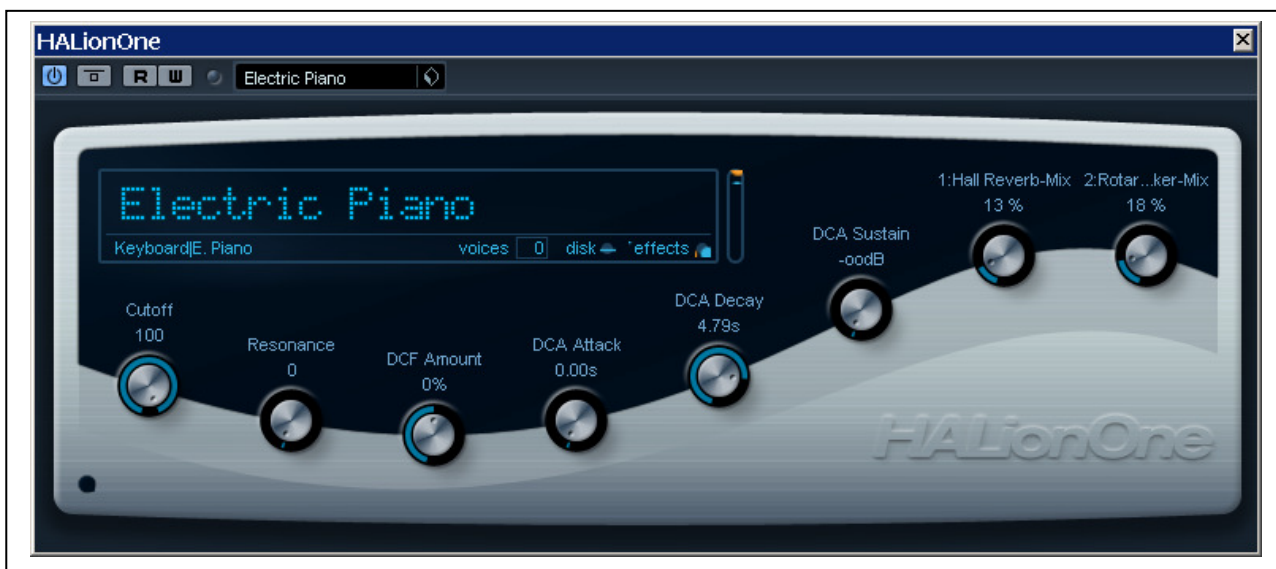 HALionOne
R W Electric Piano
Electric Piano
Keyboard|E. Piano voices 0 disk effects
Cutoff
100
Resonance
0
DCF Amount
0%
DCA Attack
0.00s
DCA Decay
4.79s
DCA Sustain
-oodB
1:Hall Reverb-Mix
13 %
2:Rotar...ker-Mix
18 %
HALionOne